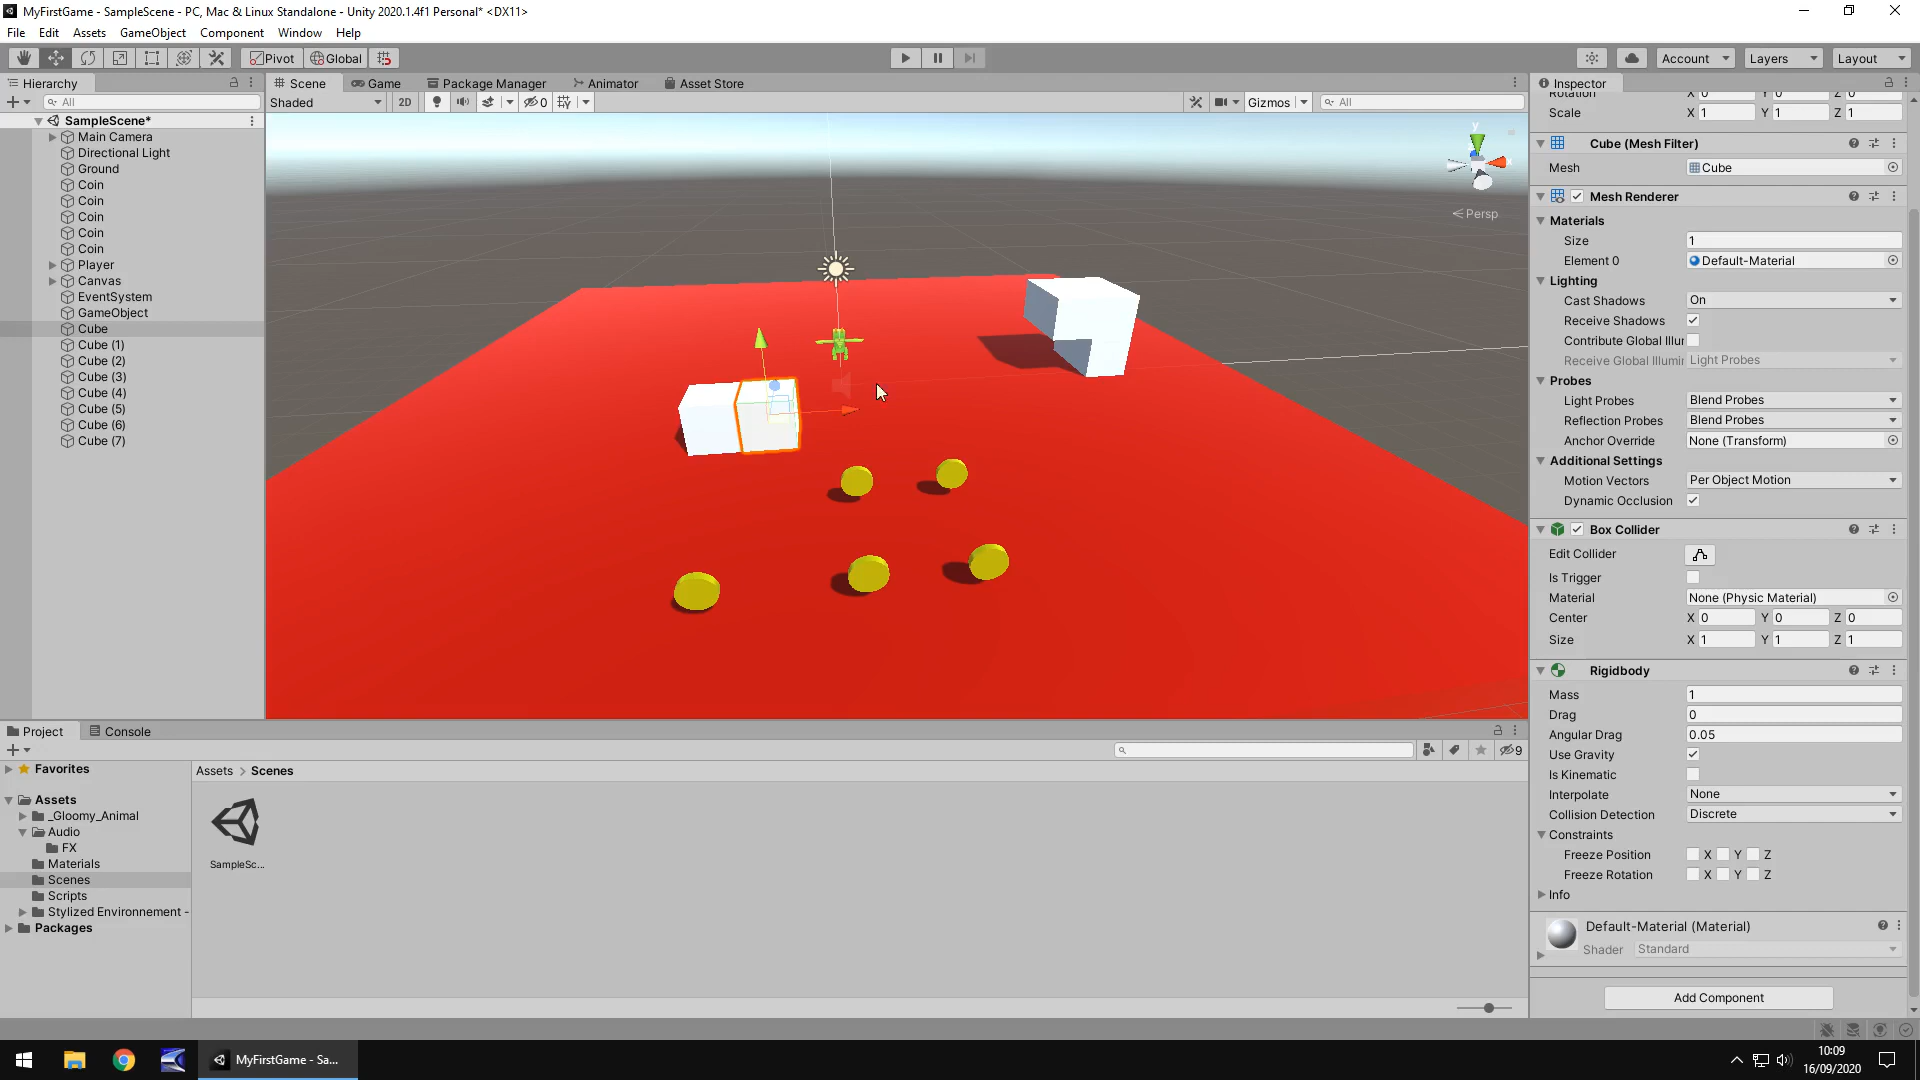 MyFirstGame - SampleScene - PC, Mac & Linux Standalone - Unity 2020.1.4f1 Personal* <DX11>
File Edit Assets GameObject Component Window Help
Pivot Global Account Layers Layout
Hierarchy
All
SampleScene*
Main Camera
Directional Light
Ground
Coin
Coin
Coin
Coin
Coin
Player
Canvas
EventSystem
GameObject
Cube
Cube (1)
Cube (2)
Cube (3)
Cube (4)
Cube (5)
Cube (6)
Cube (7)
Scene Game Package Manager Animator Asset Store
Shaded 2D 0 Gizmos All
y
x
Persp
Inspector
Rotation X 0 Y 0 Z 0
Scale X 1 Y 1 Z 1
Cube (Mesh Filter)
Mesh Cube
Mesh Renderer
Materials
Size 1
Element 0 Default-Material
Lighting
Cast Shadows On
Receive Shadows
Contribute Global Illur
Receive Global Illumir Light Probes
Probes
Light Probes Blend Probes
Reflection Probes Blend Probes
Anchor Override None (Transform)
Additional Settings
Motion Vectors Per Object Motion
Dynamic Occlusion
Box Collider
Edit Collider
Is Trigger
Material None (Physic Material)
Center X 0 Y 0 Z 0
Size X 1 Y 1 Z 1
Rigidbody
Mass 1
Drag 0
Angular Drag 0.05
Use Gravity
Is Kinematic
Interpolate None
Collision Detection Discrete
Constraints
Freeze Position X Y Z
Freeze Rotation X Y Z
Info
Default-Material (Material)
Shader Standard
Add Component
Project Console
9
Favorites
Assets
_Gloomy_Animal
Audio
FX
Materials
Scenes
Scripts
Stylized Environnement -
Packages
Assets > Scenes
SampleSc...
MyFirstGame - Sa...
10:09
16/09/2020